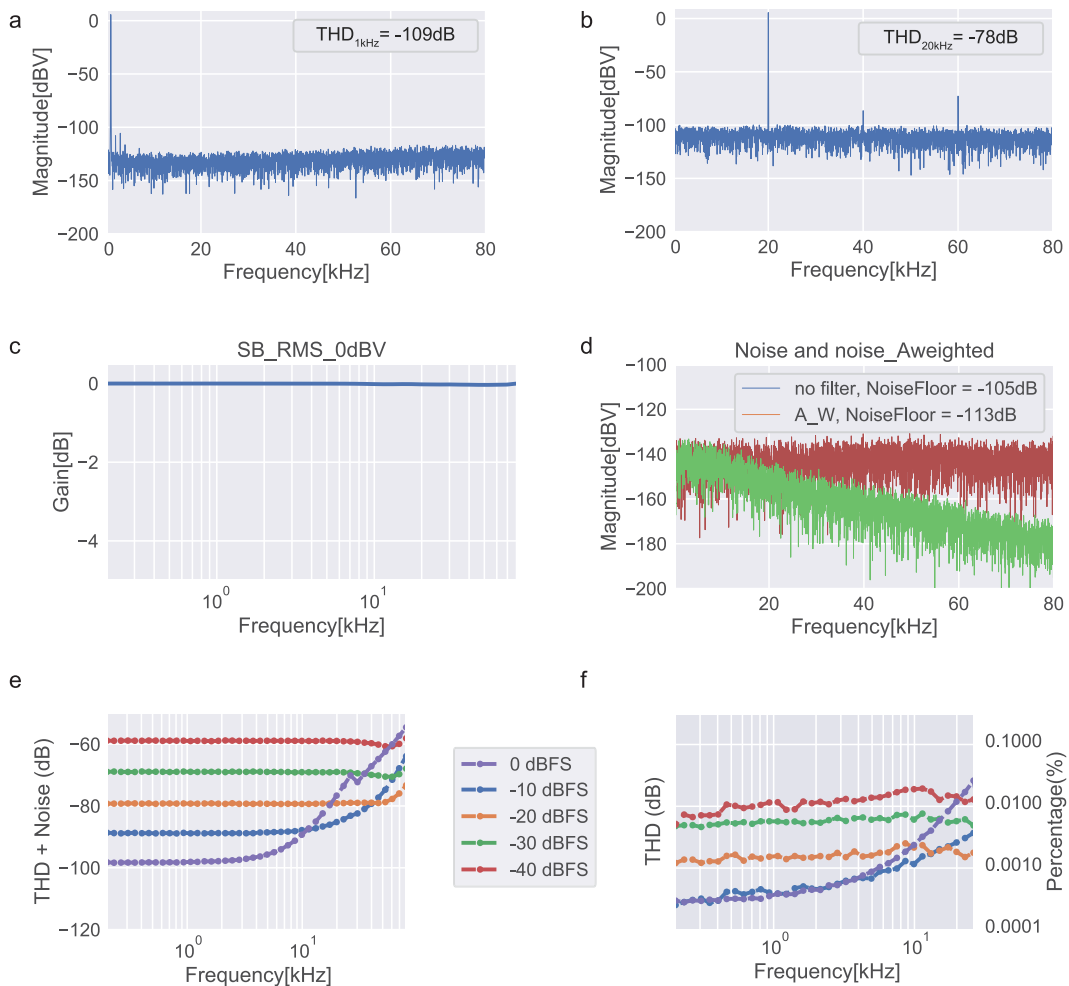 a
THD1kHz= -109dB
Magnitude[dBV]
0
−50
−100
−150
−200
0 20 40 60 80
Frequency[kHz]
b
THD20kHz= -78dB
Magnitude[dBV]
0
−50
−100
−150
−200
0 20 40 60 80
Frequency[kHz]
c
SB_RMS_0dBV
Gain[dB]
0
−2
−4
10^0 10^1
Frequency[kHz]
d
Noise and noise_Aweighted
no filter, NoiseFloor = -105dB
A_W, NoiseFloor = -113dB
Magnitude[dBV]
−100
−120
−140
−160
−180
−200
20 40 60 80
Frequency[kHz]
e
THD + Noise (dB)
−60
−80
−100
−120
10^0 10^1
Frequency[kHz]
0 dBFS
-10 dBFS
-20 dBFS
-30 dBFS
-40 dBFS
f
THD (dB)
0.1000
0.0100
0.0010
0.0001
Percentage(%)
10^0 10^1
Frequency[kHz]